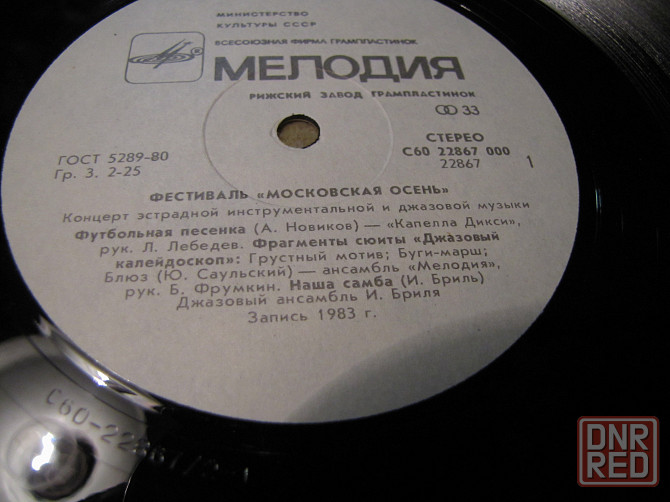 МИНИСТЕРСТВО
КУЛЬТУРЫ СССР
ВСЕСОЮЗНАЯ ФИРМА ГРАМПЛАСТИНОК
МЕЛОДИЯ
РИЖСКИЙ ЗАВОД ГРАМПЛАСТИНОК
33
ГОСТ 5289-80
Гр. 3. 2-25
СТЕРЕО
С60 22867 000
22867
1
ФЕСТИВАЛЬ «МОСКОВСКАЯ ОСЕНЬ»
Концерт эстрадной инструментальной и джазовой музыки
Футбольная песенка (А. Новиков) — «Капелла Дикси»,
рук. Л. Лебедев. Фрагменты сюиты «Джазовый
калейдоскоп»: Грустный мотив; Буги-марш;
Блюз (Ю. Саульский) — ансамбль «Мелодия»,
рук. Б. Фрумкин. Наша самба (И. Бриль)
Джазовый ансамбль И. Бриля
Запись 1983 г.
С60-22867/
DNR
RED